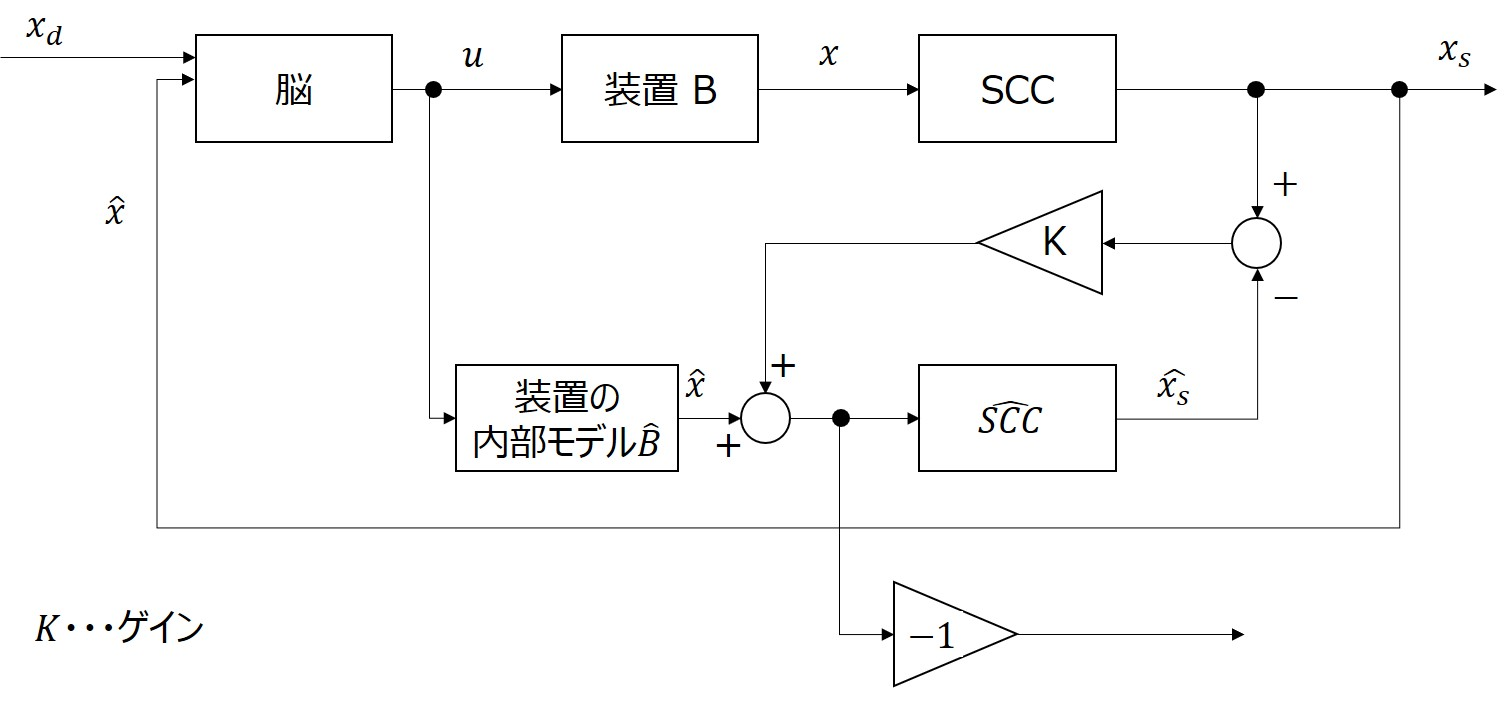 x_d
脳
u
装置 B
x
SCC
x_s
x̂
+
K
−
+
装置の
内部モデルB̂
x̂
+
SCC^
x̂_s
−1
K・・・ゲイン